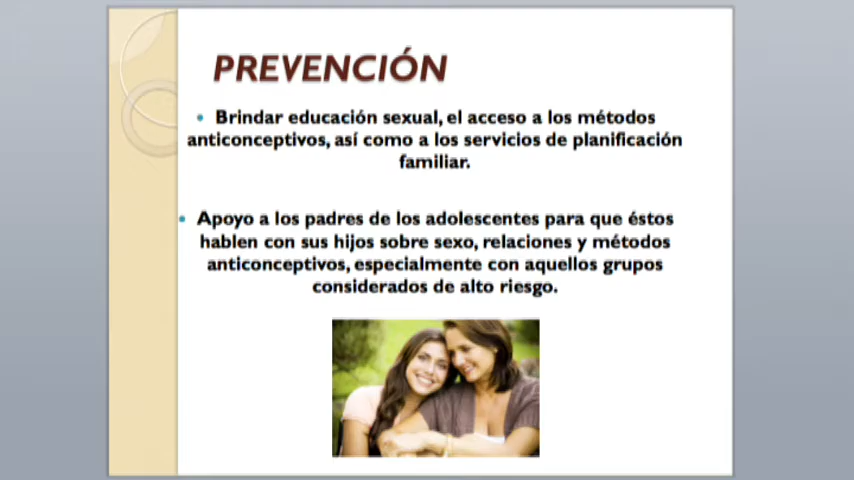 PREVENCIÓN
• Brindar educación sexual, el acceso a los métodos
anticonceptivos, así como a los servicios de planificación
familiar.
• Apoyo a los padres de los adolescentes para que éstos
hablen con sus hijos sobre sexo, relaciones y métodos
anticonceptivos, especialmente con aquellos grupos
considerados de alto riesgo.